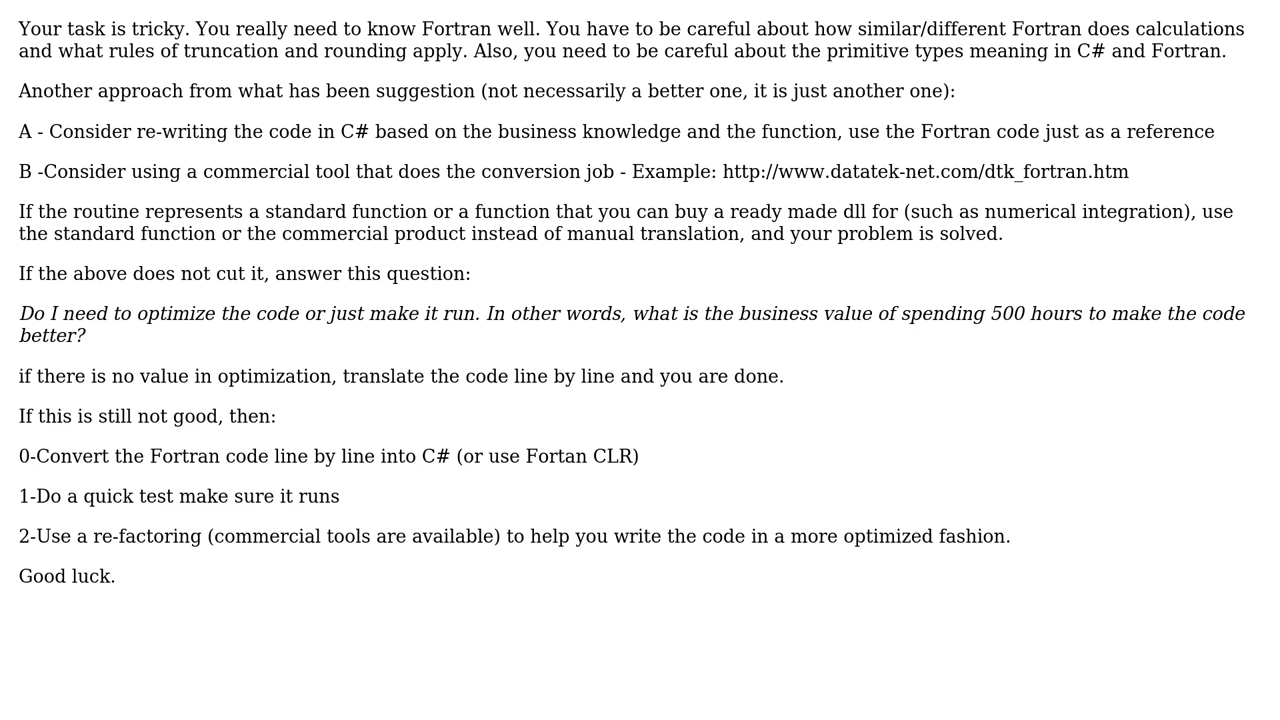 Your task is tricky. You really need to know Fortran well. You have to be careful about how similar/different Fortran does calculations
and what rules of truncation and rounding apply. Also, you need to be careful about the primitive types meaning in C# and Fortran.
Another approach from what has been suggestion (not necessarily a better one, it is just another one):
A - Consider re-writing the code in C# based on the business knowledge and the function, use the Fortran code just as a reference
B -Consider using a commercial tool that does the conversion job - Example: http://www.datatek-net.com/dtk_fortran.htm
If the routine represents a standard function or a function that you can buy a ready made dll for (such as numerical integration), use
the standard function or the commercial product instead of manual translation, and your problem is solved.
If the above does not cut it, answer this question:
Do I need to optimize the code or just make it run. In other words, what is the business value of spending 500 hours to make the code
better?
if there is no value in optimization, translate the code line by line and you are done.
If this is still not good, then:
0-Convert the Fortran code line by line into C# (or use Fortan CLR)
1-Do a quick test make sure it runs
2-Use a re-factoring (commercial tools are available) to help you write the code in a more optimized fashion.
Good luck.